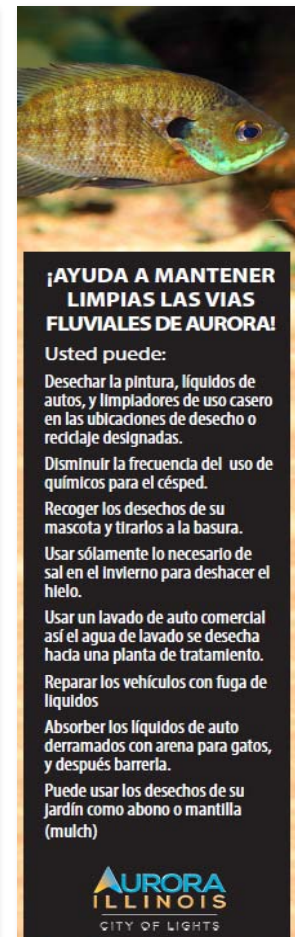 ¡AYUDA A MANTENER
LIMPIAS LAS VIAS
FLUVIALES DE AURORA!
Usted puede:
Desechar la pintura, líquidos de
autos, y limpiadores de uso casero
en las ubicaciones de desecho o
reciclaje designadas.
Disminuir la frecuencia del uso de
químicos para el césped.
Recoger los desechos de su
mascota y tirarlos a la basura.
Usar sólamente lo necesario de
sal en el invierno para deshacer el
hielo.
Usar un lavado de auto comercial
así el agua de lavado se desecha
hacia una planta de tratamiento.
Reparar los vehículos con fuga de
liquidos
Absorber los líquidos de auto
derramados con arena para gatos,
y después barrerla.
Puede usar los desechos de su
jardín como abono o mantilla
(mulch)
AURORA
ILLINOIS
CITY OF LIGHTS